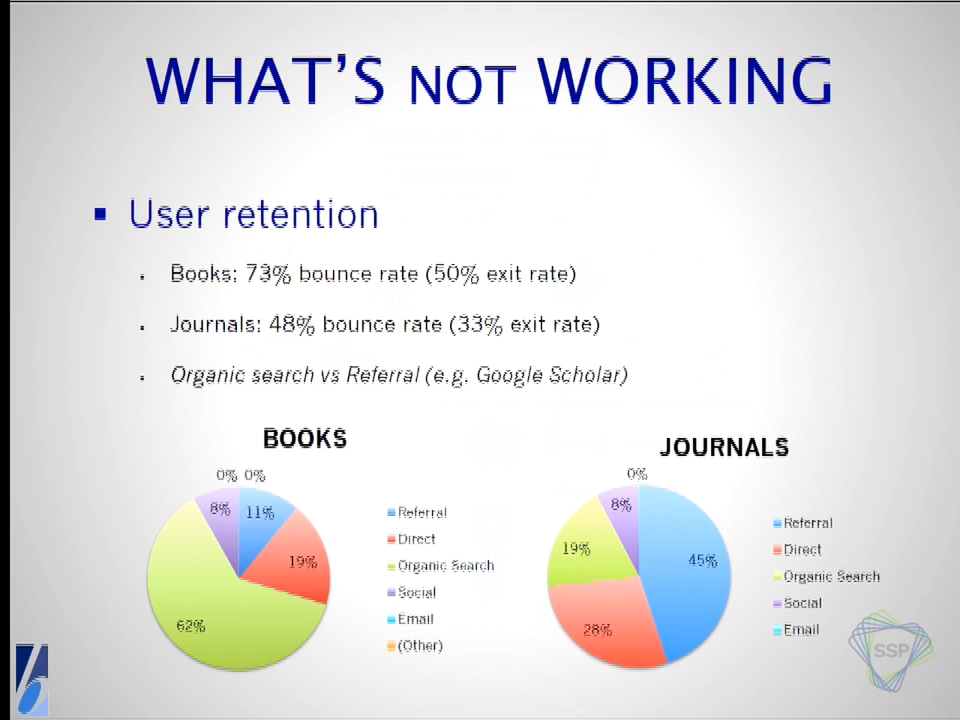 WHAT'S NOT WORKING
User retention
Books: 73% bounce rate (50% exit rate)
Journals: 48% bounce rate (33% exit rate)
Organic search vs Referral (e.g. Google Scholar)
BOOKS
0% 0%
8%
11%
19%
62%
Referral
Direct
Organic Search
Social
Email
(Other)
JOURNALS
0%
8%
19%
45%
28%
Referral
Direct
Organic Search
Social
Email
SSP